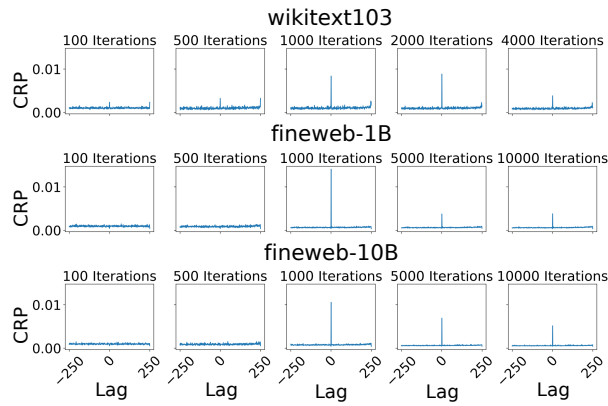 wikitext103
100 Iterations 500 Iterations 1000 Iterations 2000 Iterations 4000 Iterations
CRP
0.01
0.00
fineweb-1B
100 Iterations 500 Iterations 1000 Iterations 5000 Iterations 10000 Iterations
CRP
0.01
0.00
fineweb-10B
100 Iterations 500 Iterations 1000 Iterations 5000 Iterations 10000 Iterations
CRP
0.01
0.00
−250 0 250 −250 0 250 −250 0 250 −250 0 250 −250 0 250
Lag Lag Lag Lag Lag